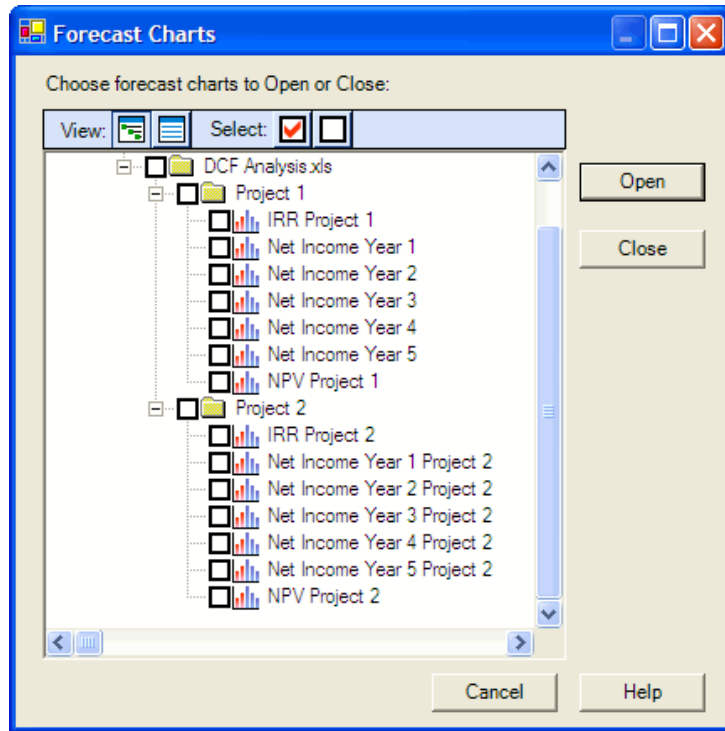 Forecast Charts
Choose forecast charts to Open or Close:
View: Select:
DCF Analysis.xls
Project 1
IRR Project 1
Net Income Year 1
Net Income Year 2
Net Income Year 3
Net Income Year 4
Net Income Year 5
NPV Project 1
Project 2
IRR Project 2
Net Income Year 1 Project 2
Net Income Year 2 Project 2
Net Income Year 3 Project 2
Net Income Year 4 Project 2
Net Income Year 5 Project 2
NPV Project 2
Open
Close
Cancel Help